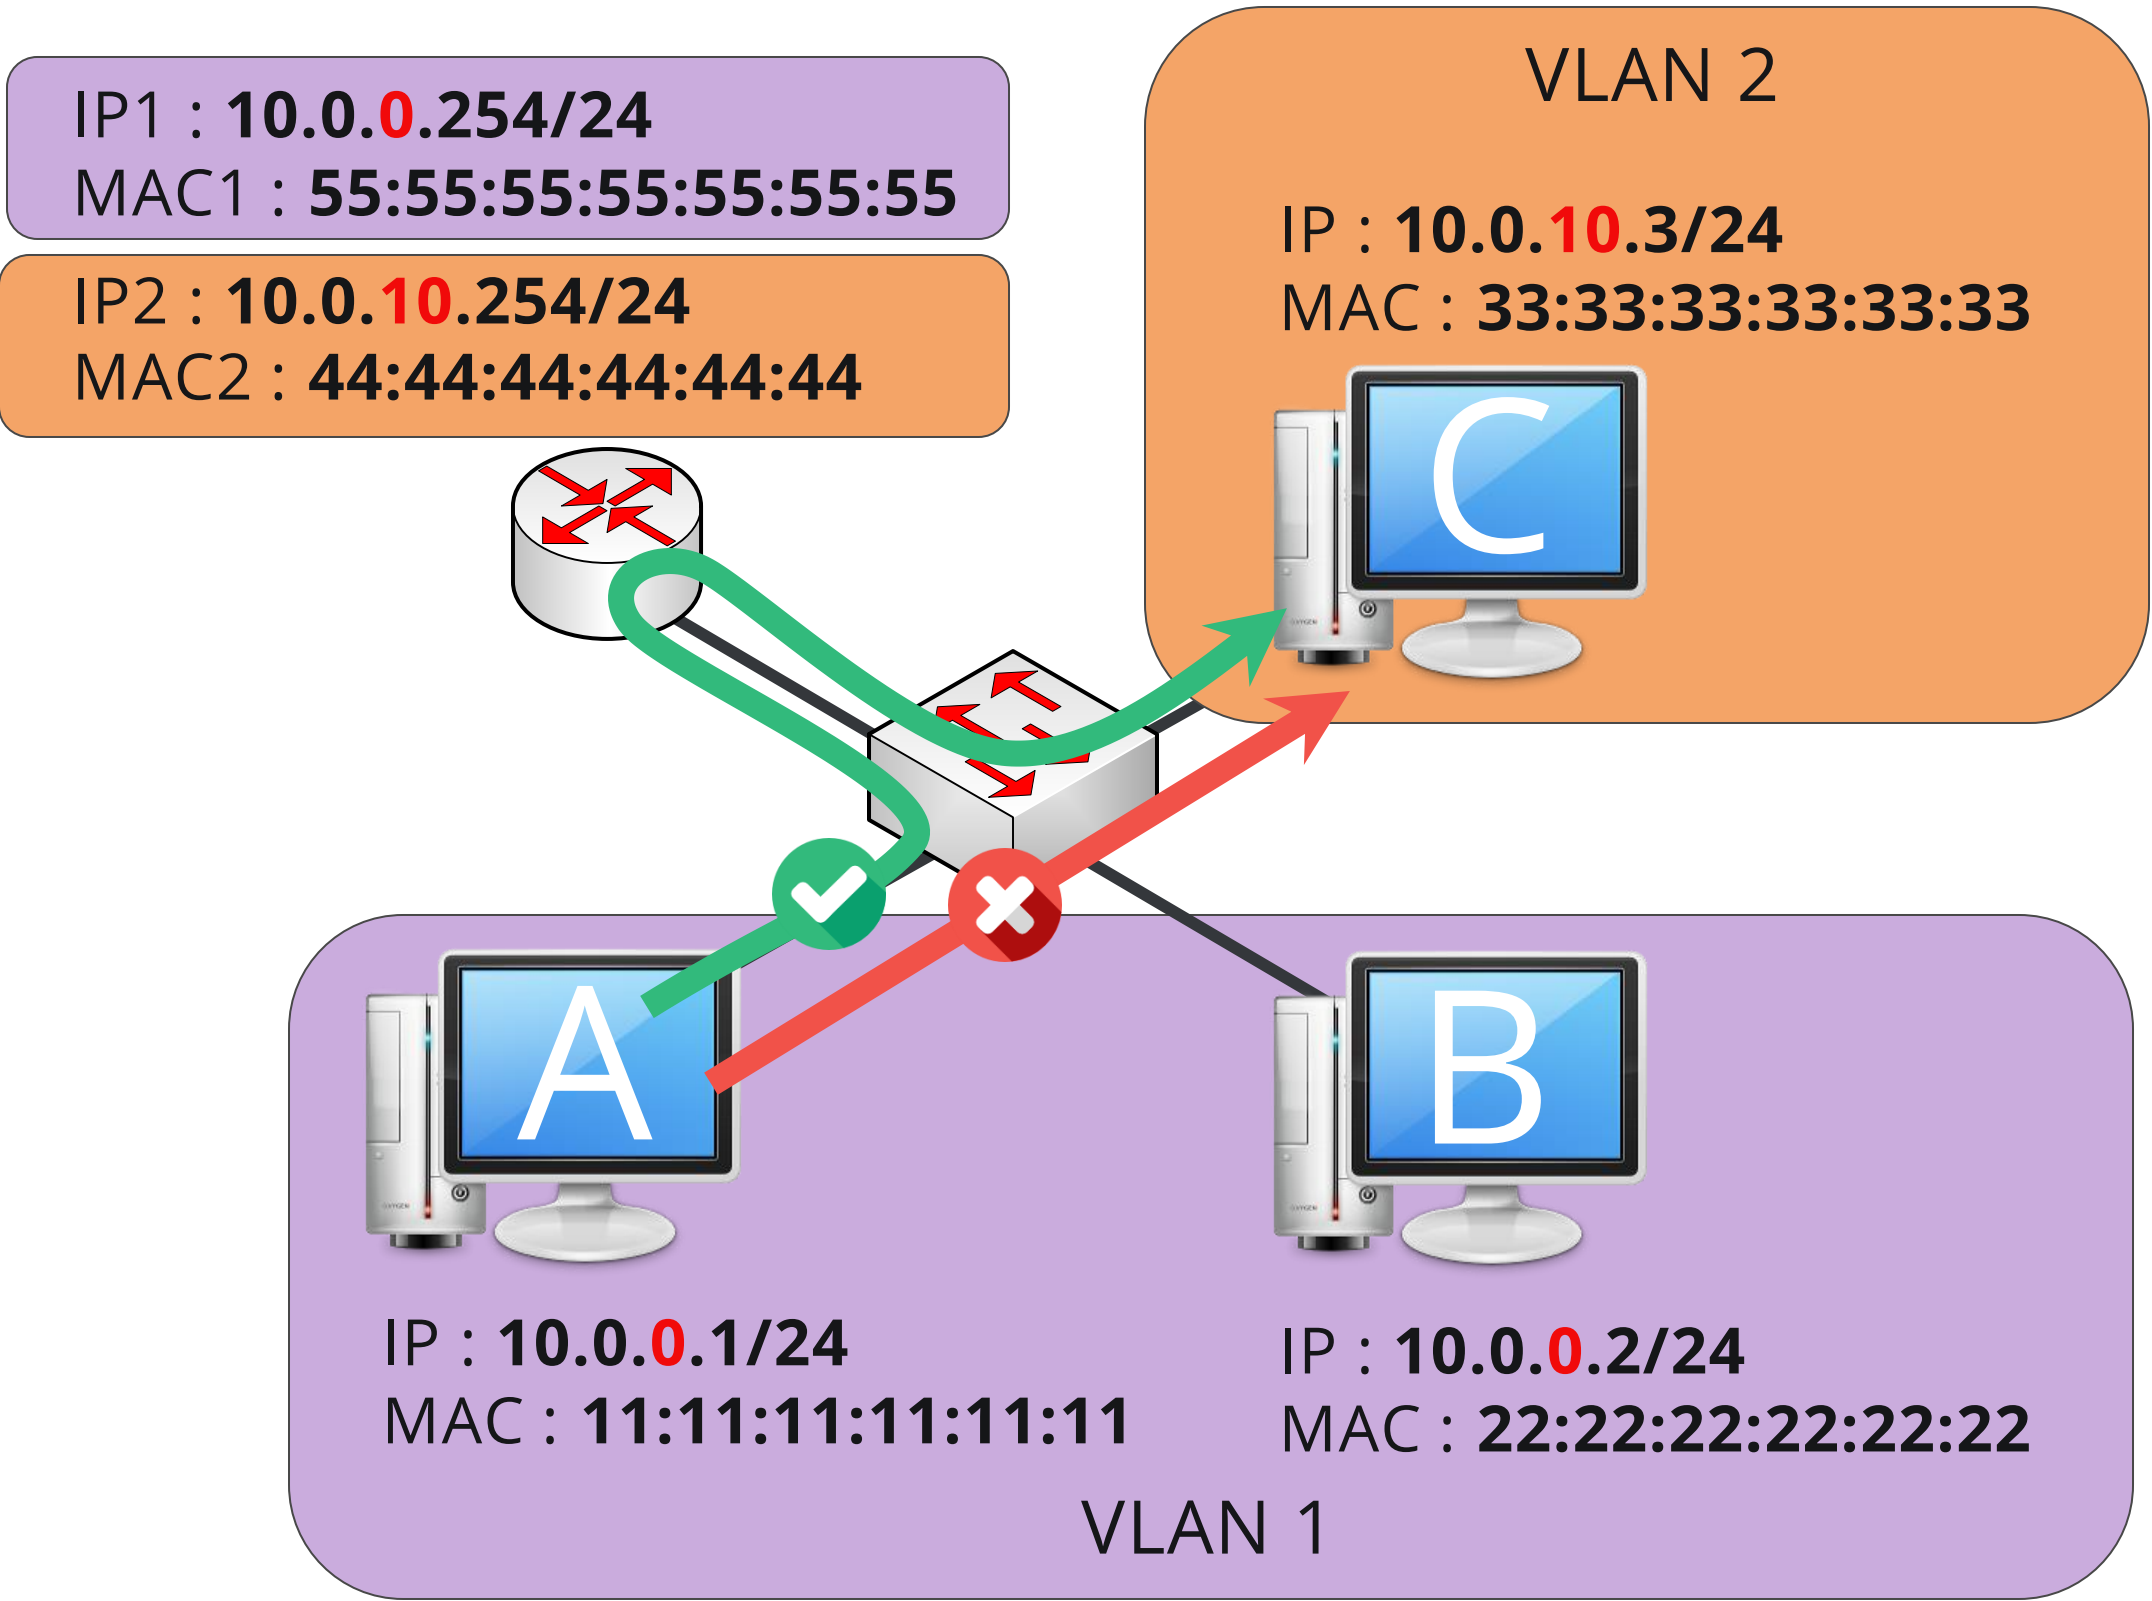 IP1 : 10.0.0.254/24
MAC1 : 55:55:55:55:55:55:55
IP2 : 10.0.10.254/24
MAC2 : 44:44:44:44:44:44
VLAN 2
IP : 10.0.10.3/24
MAC : 33:33:33:33:33:33
C
A
B
IP : 10.0.0.1/24
MAC : 11:11:11:11:11:11
IP : 10.0.0.2/24
MAC : 22:22:22:22:22:22
VLAN 1